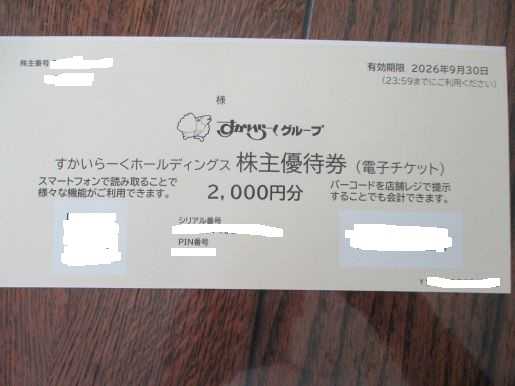 株主番号
有効期限 2026年9月30日
(23:59までにご利用ください)
様
すかいらーくグループ
すかいらーくホールディングス 株主優待券 (電子チケット)
スマートフォンで読み取ることで
様々な機能がご利用できます。
2,000円分
バーコードを店舗レジで提示
することでも会計できます。
シリアル番号
PIN番号